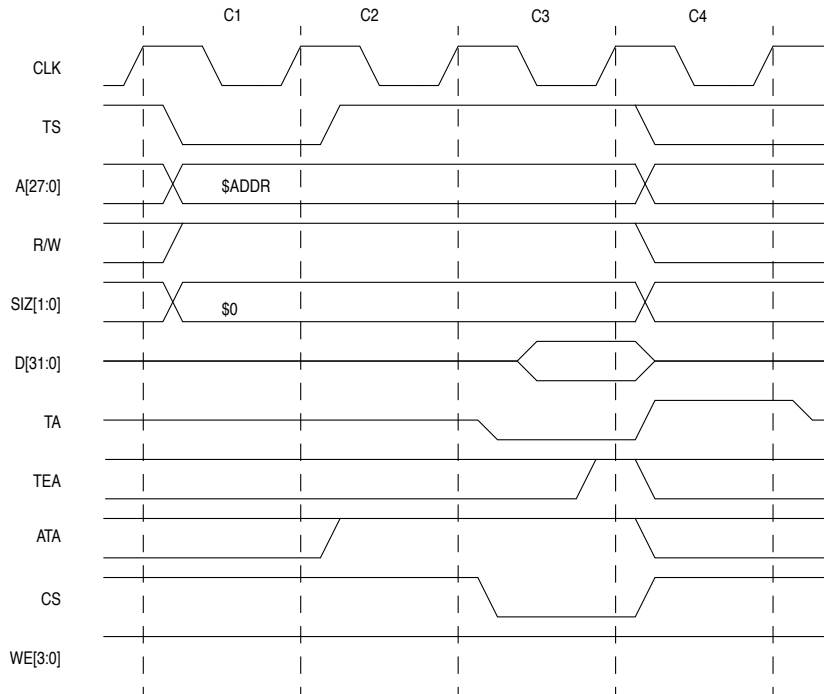 C1 C2 C3 C4
CLK
TS
A[27:0] $ADDR
R/W
SIZ[1:0] $0
D[31:0]
TA
TEA
ATA
CS
WE[3:0]